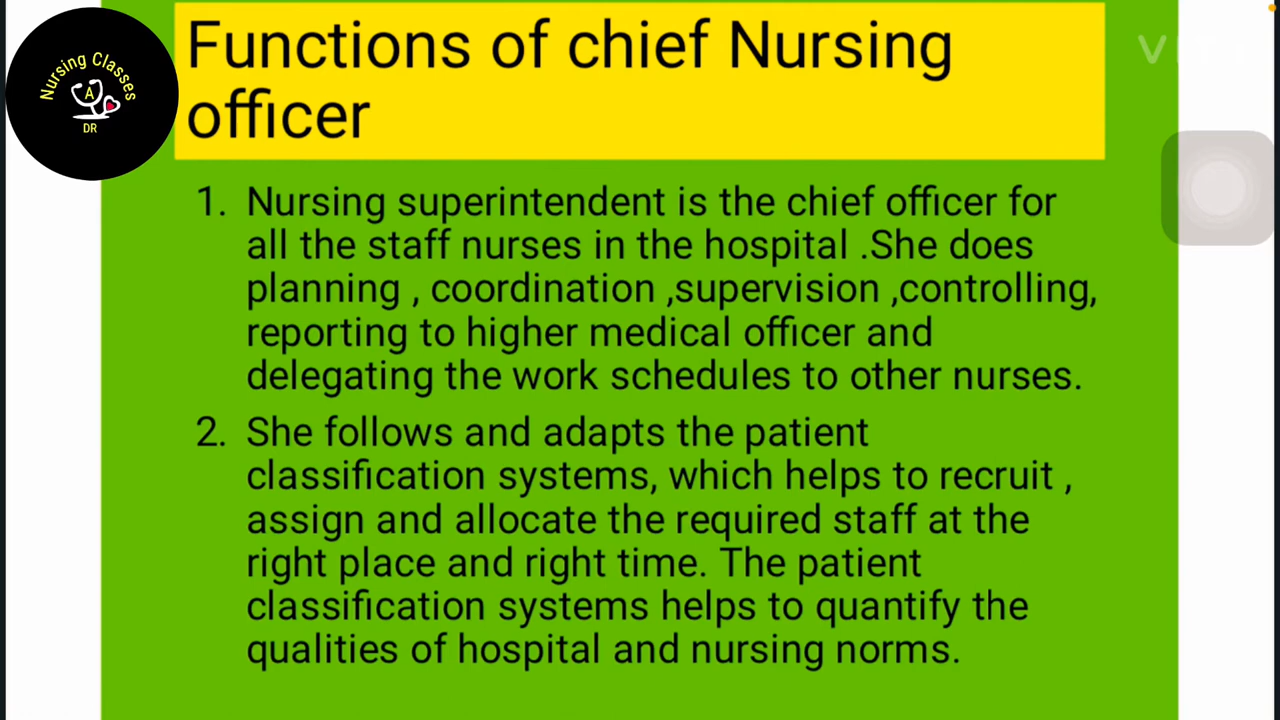 Nursing Classes
A
DR
Functions of chief Nursing
officer
1. Nursing superintendent is the chief officer for
all the staff nurses in the hospital .She does
planning , coordination ,supervision ,controlling,
reporting to higher medical officer and
delegating the work schedules to other nurses.
2. She follows and adapts the patient
classification systems, which helps to recruit ,
assign and allocate the required staff at the
right place and right time. The patient
classification systems helps to quantify the
qualities of hospital and nursing norms.